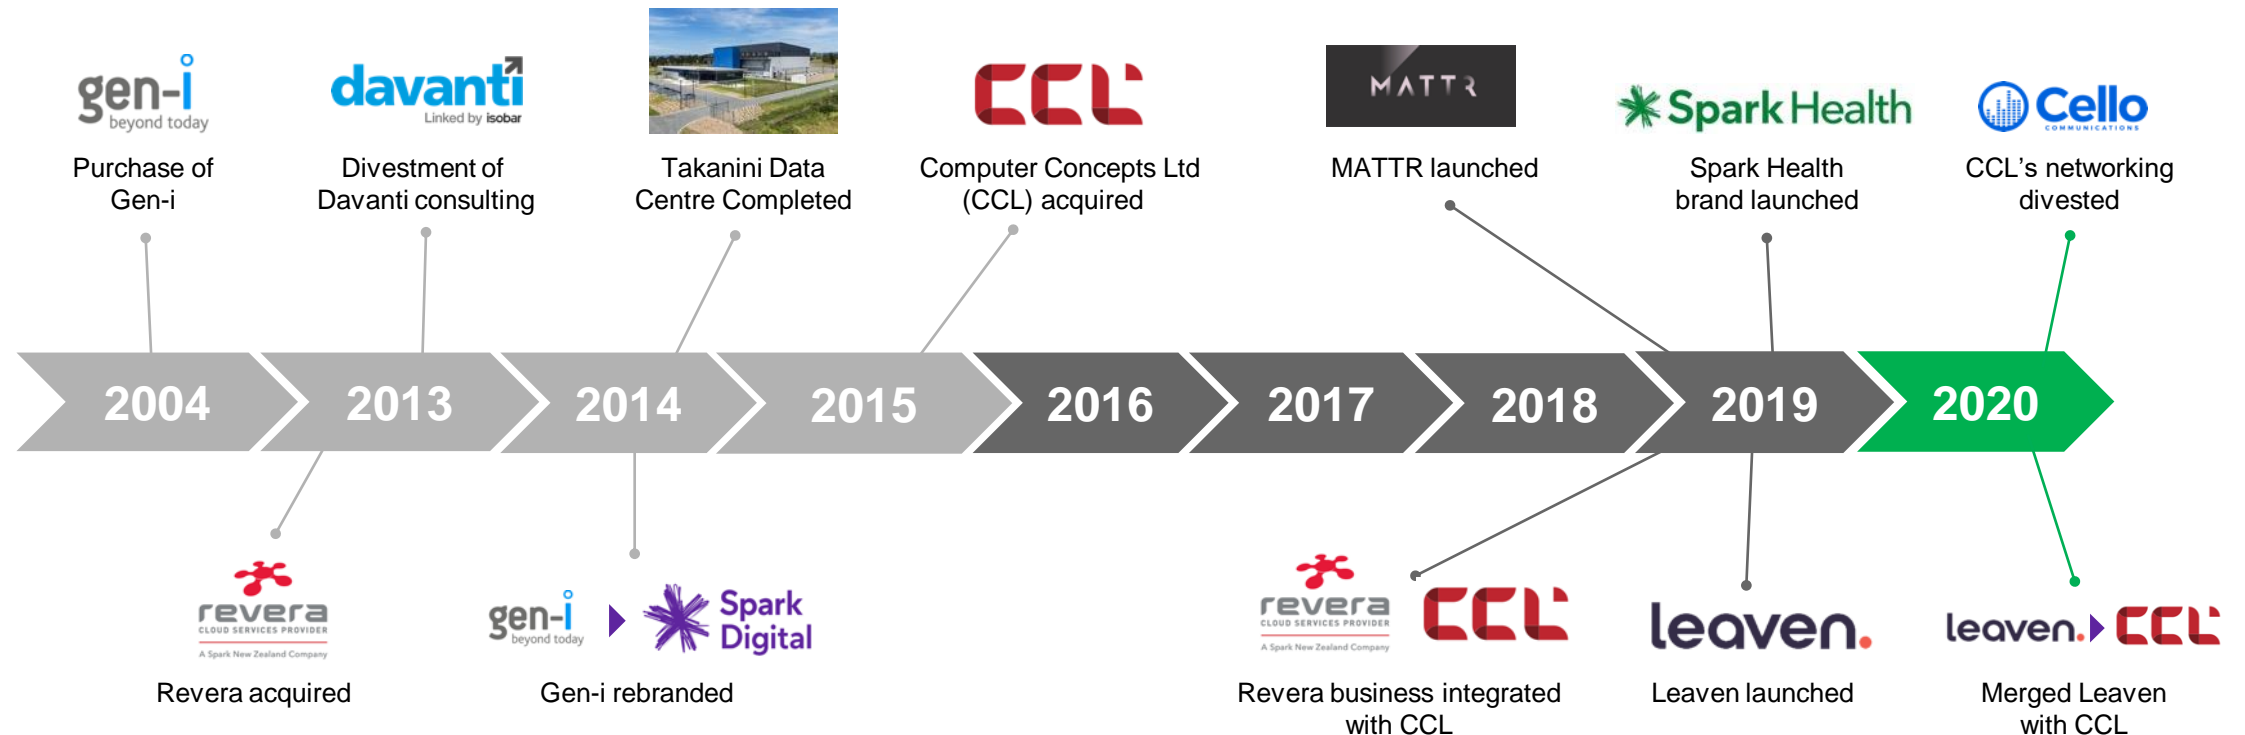 gen-i
beyond today
Purchase of
Gen-i
davanti
Linked by isobar
Divestment of
Davanti consulting
Takanini Data
Centre Completed
CCL
Computer Concepts Ltd
(CCL) acquired
MATTR
MATTR launched
Spark Health
Spark Health
brand launched
Cello
COMMUNICATIONS
CCL’s networking
divested
2004
2013
2014
2015
2016
2017
2018
2019
2020
revera
CLOUD SERVICES PROVIDER
A Spark New Zealand Company
Revera acquired
gen-i
beyond today
Spark
Digital
Gen-i rebranded
revera
CLOUD SERVICES PROVIDER
A Spark New Zealand Company
CCL
Revera business integrated
with CCL
leaven.
Leaven launched
leaven.
CCL
Merged Leaven
with CCL